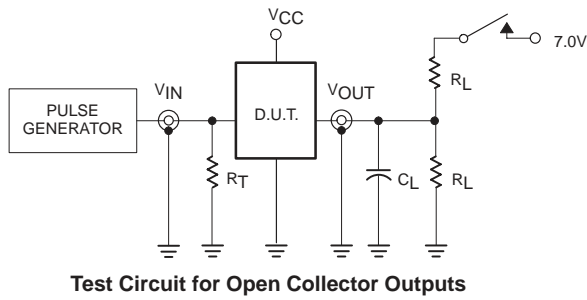 VCC
7.0V
RL
VIN
VOUT
PULSE
GENERATOR
D.U.T.
RT
CL
RL
Test Circuit for Open Collector Outputs